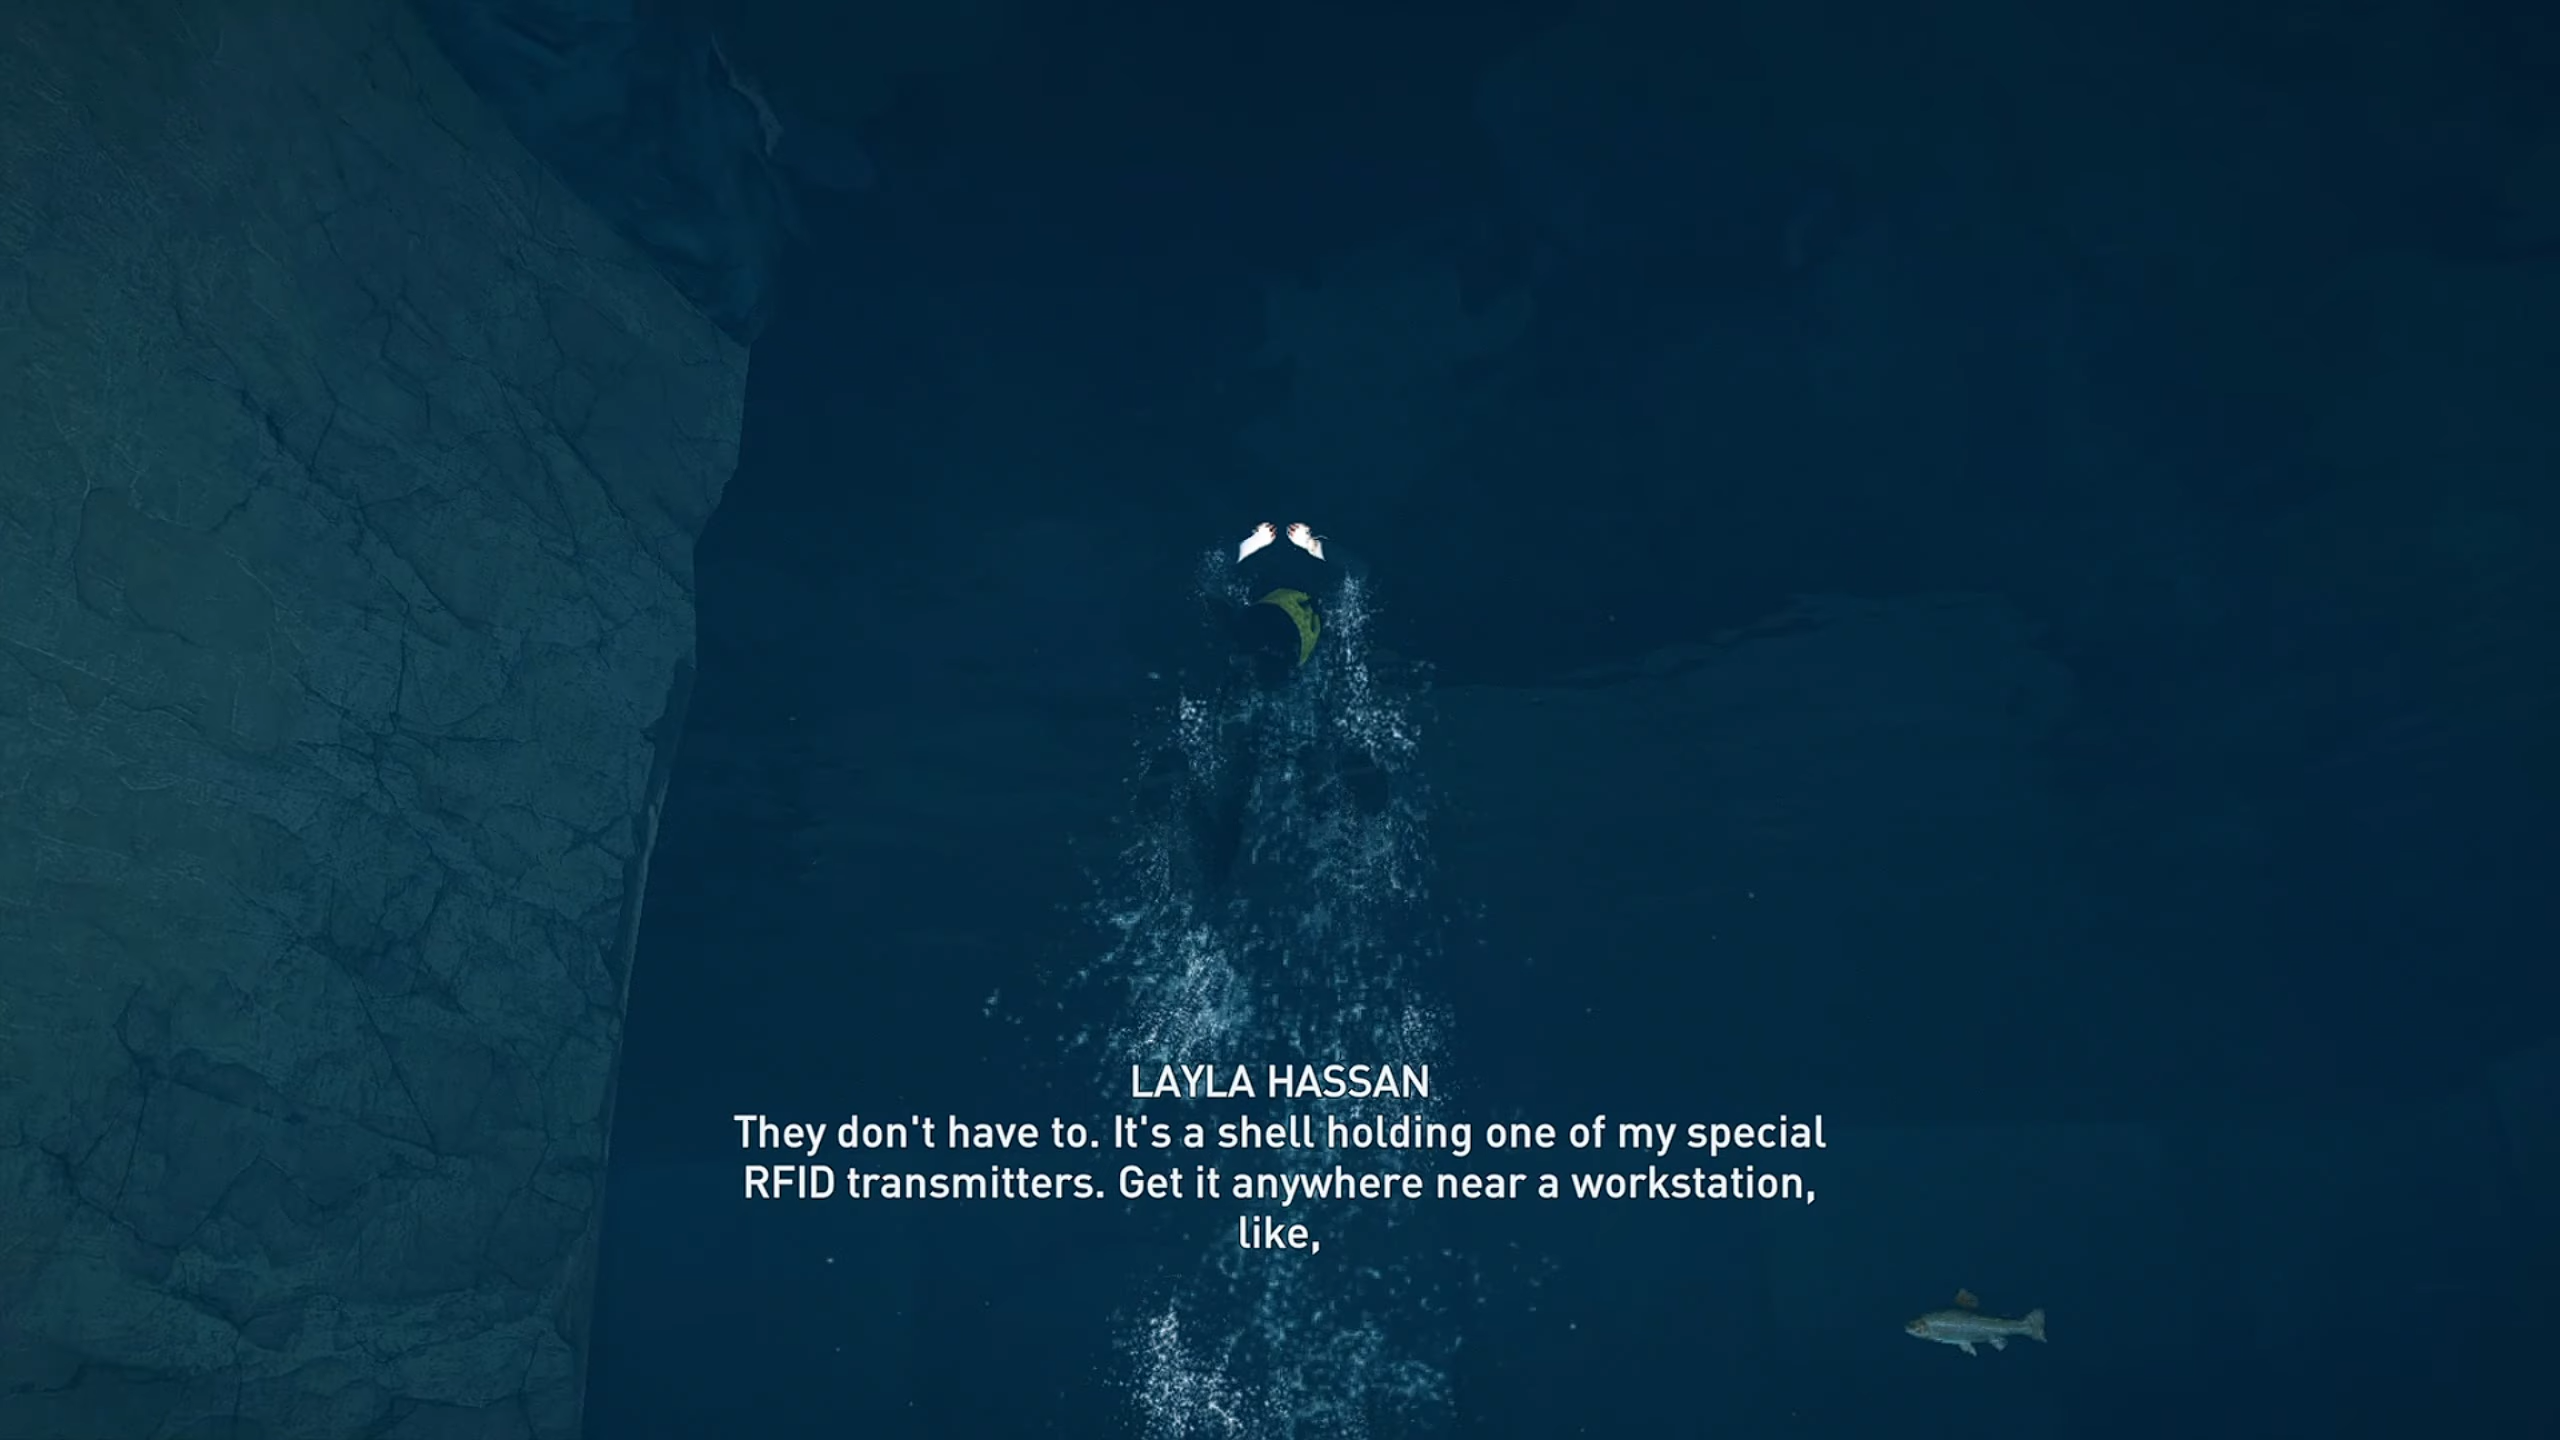 LAYLA HASSAN
They don't have to. It's a shell holding one of my special
RFID transmitters. Get it anywhere near a workstation,
like,